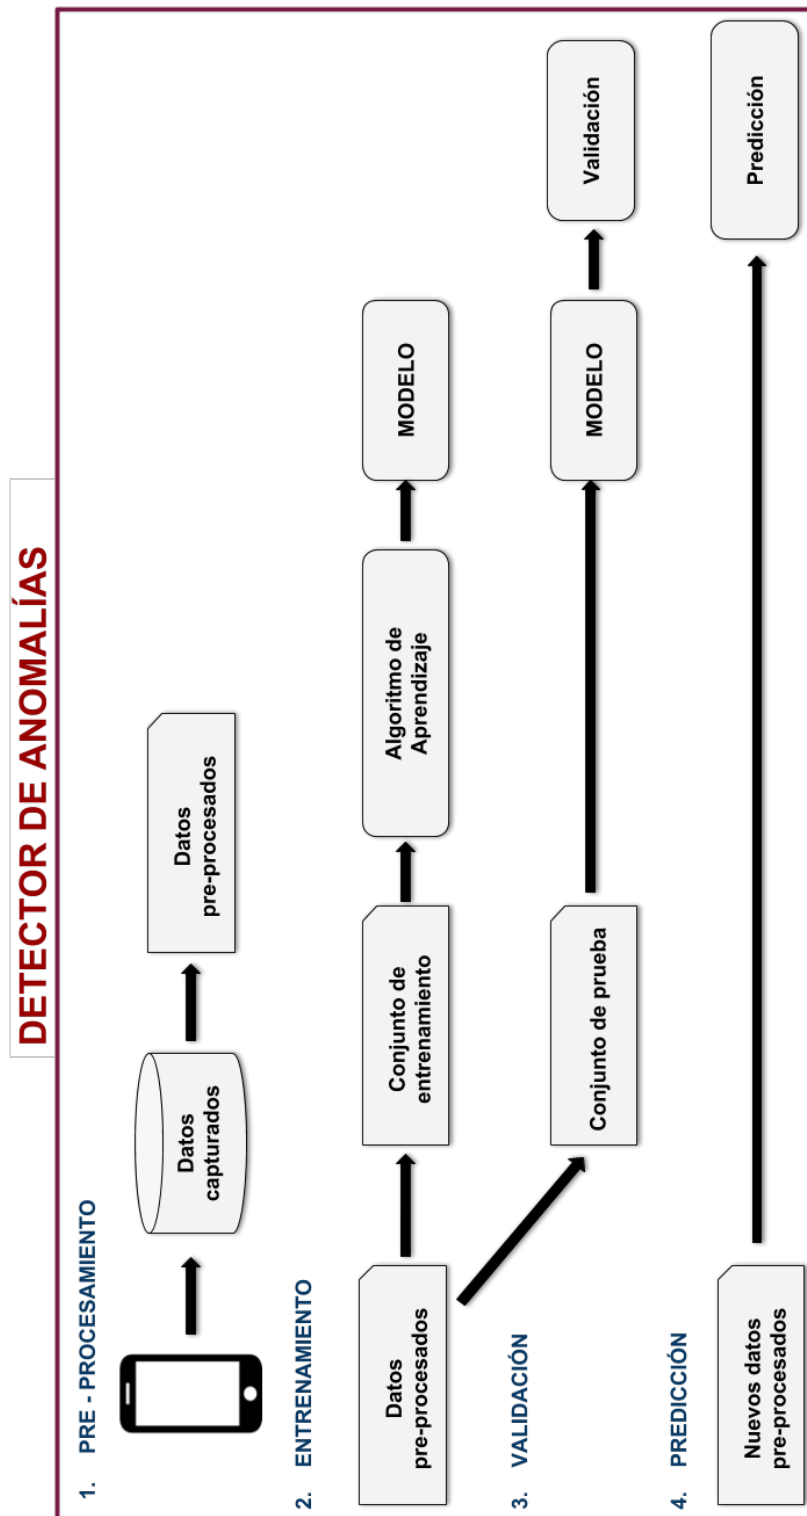 DETECTOR DE ANOMALÍAS
1. PRE - PROCESAMIENTO
Datos
capturados
Datos
pre-procesados
2. ENTRENAMIENTO
Datos
pre-procesados
Conjunto de
entrenamiento
Algoritmo de
Aprendizaje
MODELO
3. VALIDACIÓN
Conjunto de prueba
MODELO
Validación
4. PREDICCIÓN
Nuevos datos
pre-procesados
Predicción